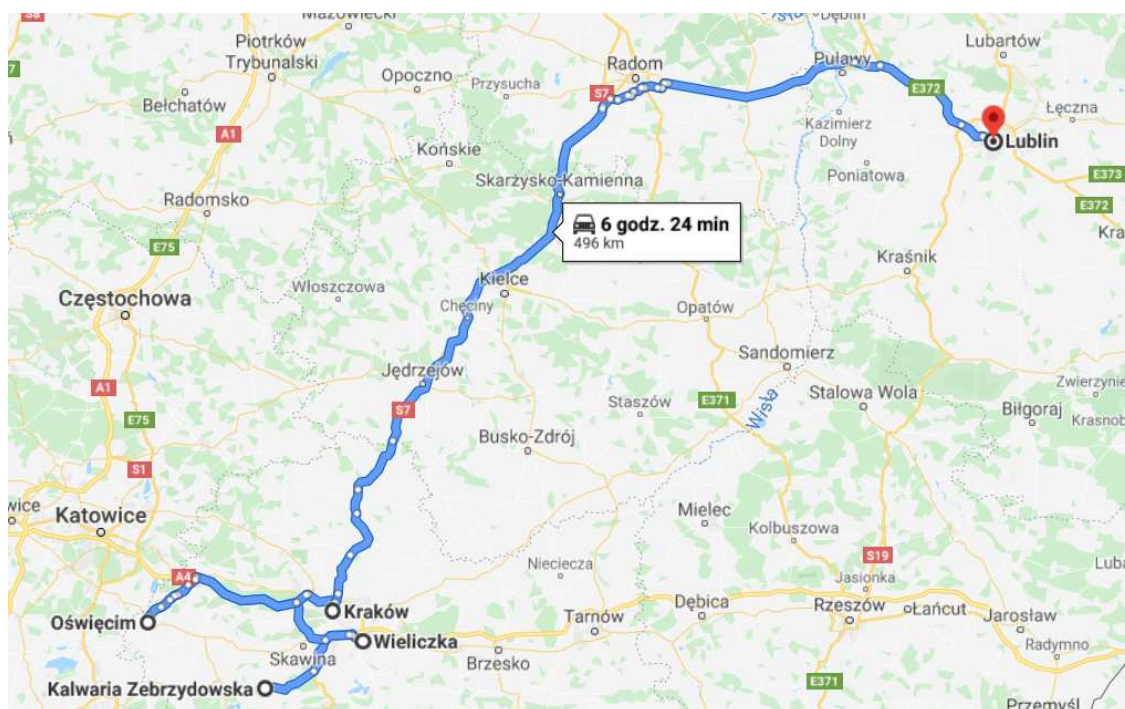 S8
Mazowiecki
Wisła
Dęblin
Piotrków
Trybunalski
Lubartów
Radom
Puławy
Opoczno
Przysucha
Bełchatów
S7
E372
Łęczna
A1
Kazimierz
Dolny
Lublin
Końskie
Poniatowa
Skarżysko-Kamienna
E373
Radomsko
E372
6 godz. 24 min
496 km
E75
Kraśnik
Kielce
Włoszczowa
Częstochowa
Chęciny
Opatów
Sandomierz
Jędrzejów
A1
Stalowa Wola
Zwierzyniec
S7
Staszów
E371
Wisła
Biłgoraj
E75
Busko-Zdrój
S1
Mielec
Katowice
Kolbuszowa
S19
Nieciecza
A4
Jasionka
Kraków
Dębica
Oświęcim
Tarnów
Rzeszów
Łańcut
Jarosław
Wieliczka
Skawina
Radymno
Brzesko
Kalwaria Zebrzydowska
E371
Przemyśl